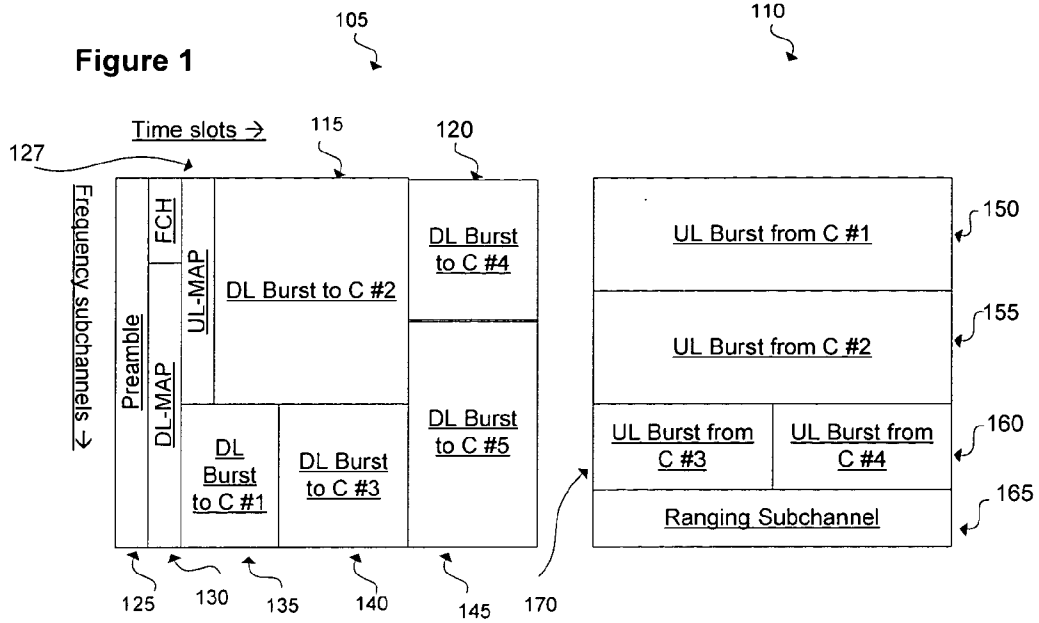 105
110
Figure 1
Time slots →
115
120
127
Frequency subchannels →
Preamble
FCH
DL-MAP
UL-MAP
DL Burst to C #2
DL Burst
to C #4
DL
Burst
to C #1
DL Burst
to C #3
DL Burst
to C #5
UL Burst from C #1
150
UL Burst from C #2
155
UL Burst from
C #3
UL Burst from
C #4
160
Ranging Subchannel
165
125
130
135
140
145
170